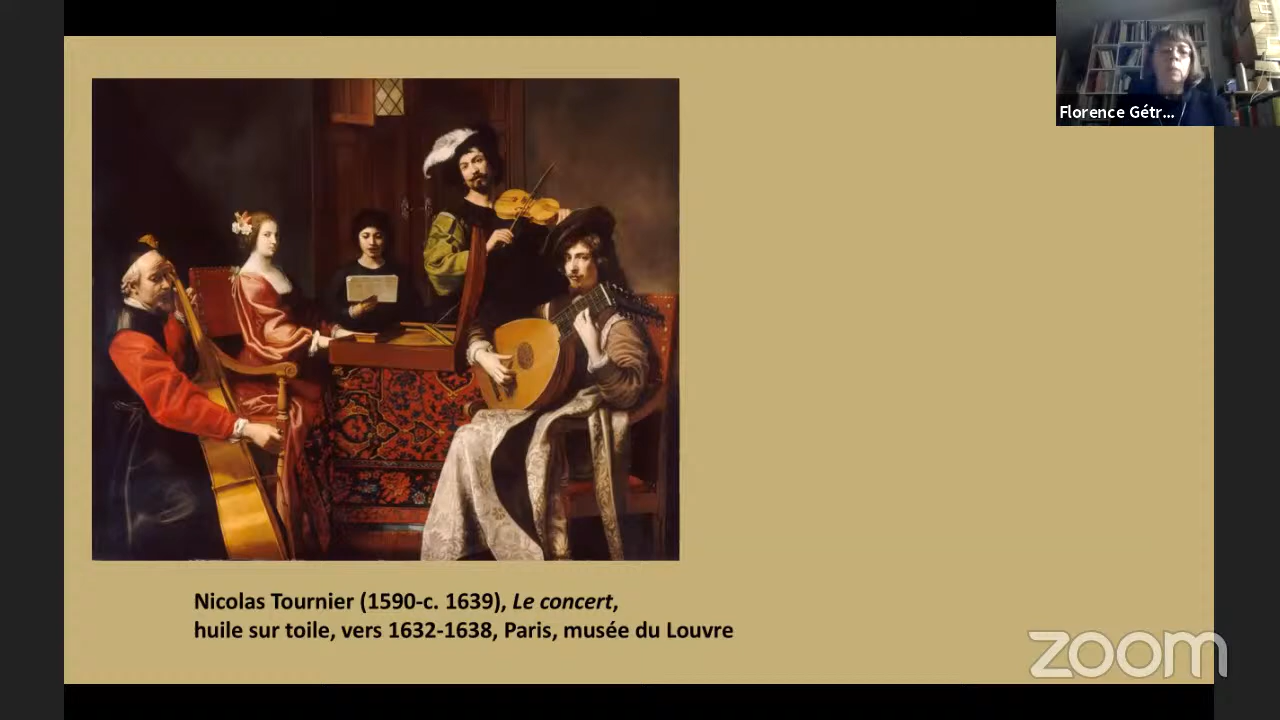 Florence Gétr...
Nicolas Tournier (1590-c. 1639), Le concert,
huile sur toile, vers 1632-1638, Paris, musée du Louvre
zoom